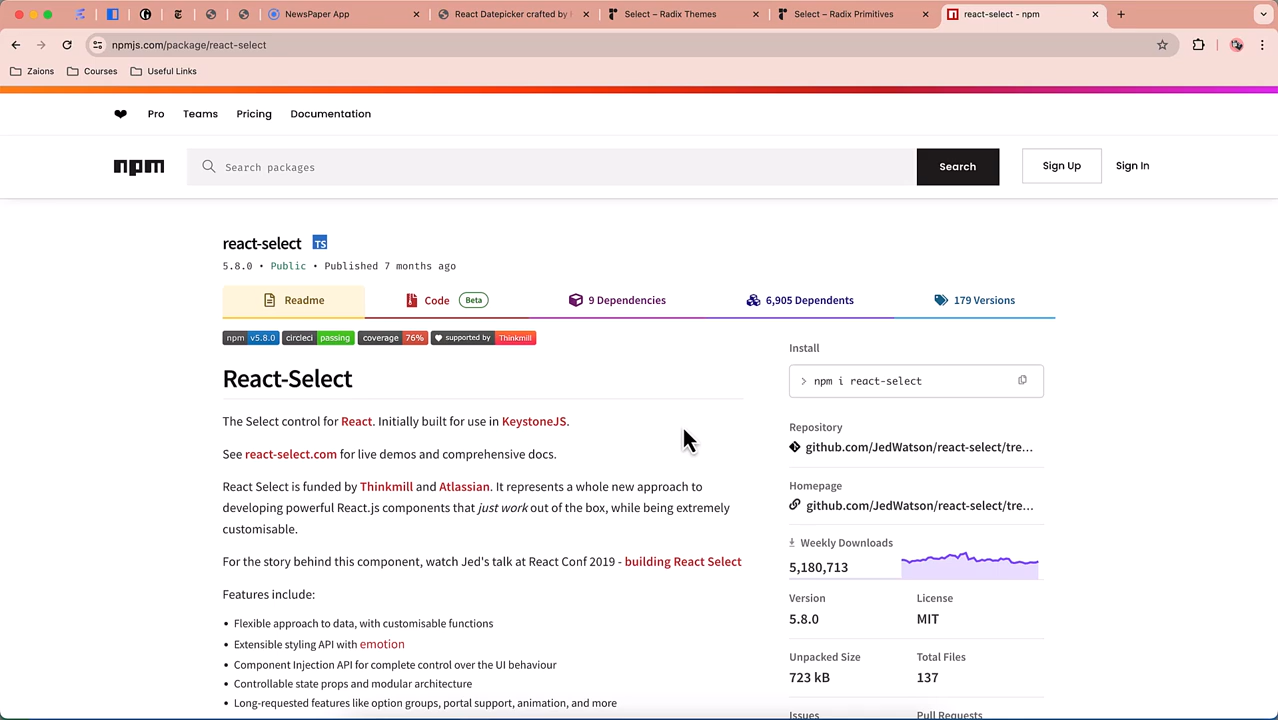 NewsPaper App
React Datepicker crafted by
Select – Radix Themes
Select – Radix Primitives
react-select - npm
npmjs.com/package/react-select
Zaions
Courses
Useful Links
Pro
Teams
Pricing
Documentation
npm
Search packages
Search
Sign Up
Sign In
react-select TS
5.8.0 • Public • Published 7 months ago
Readme
Code Beta
9 Dependencies
6,905 Dependents
179 Versions
npm v5.8.0 circleci passing coverage 76% supported by Thinkmill
React-Select
The Select control for React. Initially built for use in KeystoneJS.
See react-select.com for live demos and comprehensive docs.
React Select is funded by Thinkmill and Atlassian. It represents a whole new approach to
developing powerful React.js components that just work out of the box, while being extremely
customisable.
For the story behind this component, watch Jed's talk at React Conf 2019 - building React Select
Features include:
• Flexible approach to data, with customisable functions
• Extensible styling API with emotion
• Component Injection API for complete control over the UI behaviour
• Controllable state props and modular architecture
• Long-requested features like option groups, portal support, animation, and more
Install
> npm i react-select
Repository
github.com/JedWatson/react-select/tre...
Homepage
github.com/JedWatson/react-select/tre...
Weekly Downloads
5,180,713
Version
License
5.8.0
MIT
Unpacked Size
Total Files
723 kB
137
Issues
Pull Requests